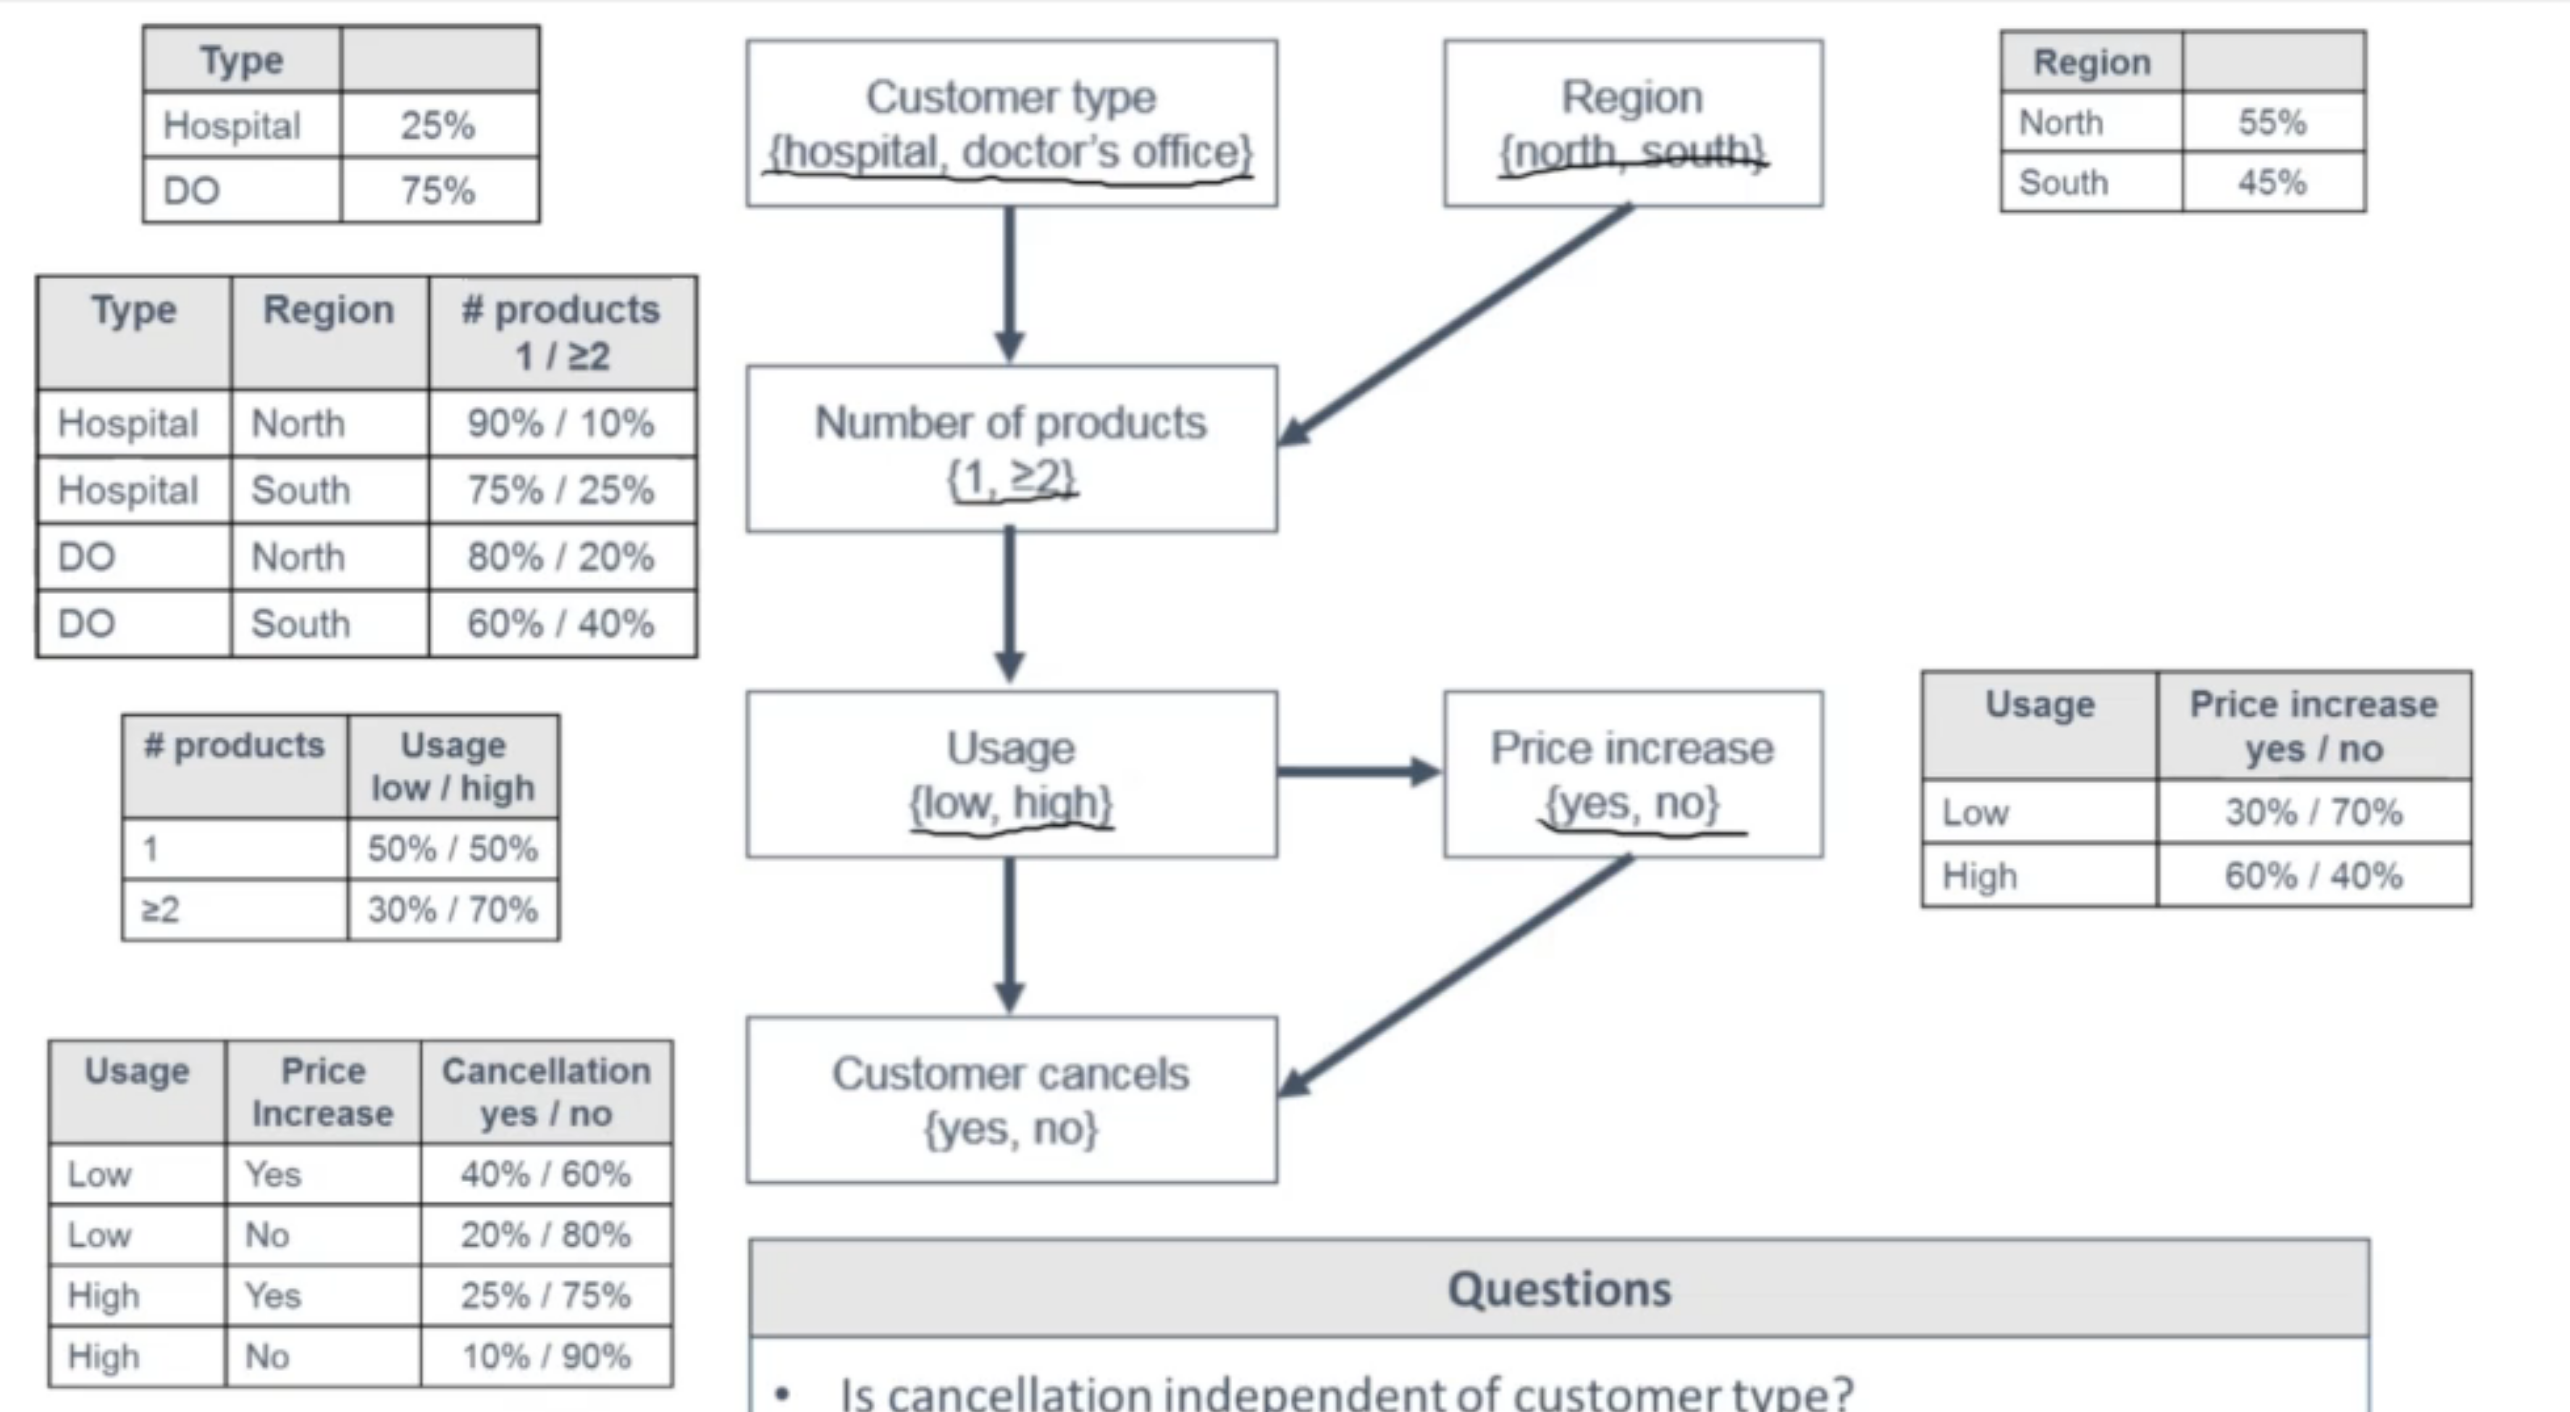 Type
Hospital 25%
DO 75%
Customer type
{hospital, doctor's office}
Region
{north, south}
Region
North 55%
South 45%
Type Region # products
1 / ≥2
Hospital North 90% / 10%
Hospital South 75% / 25%
DO North 80% / 20%
DO South 60% / 40%
Number of products
{1, ≥2}
# products Usage
low / high
1 50% / 50%
≥2 30% / 70%
Usage
{low, high}
Price increase
{yes, no}
Usage Price increase
yes / no
Low 30% / 70%
High 60% / 40%
Usage Price Cancellation
Increase yes / no
Low Yes 40% / 60%
Low No 20% / 80%
High Yes 25% / 75%
High No 10% / 90%
Customer cancels
{yes, no}
Questions
• Is cancellation independent of customer type?